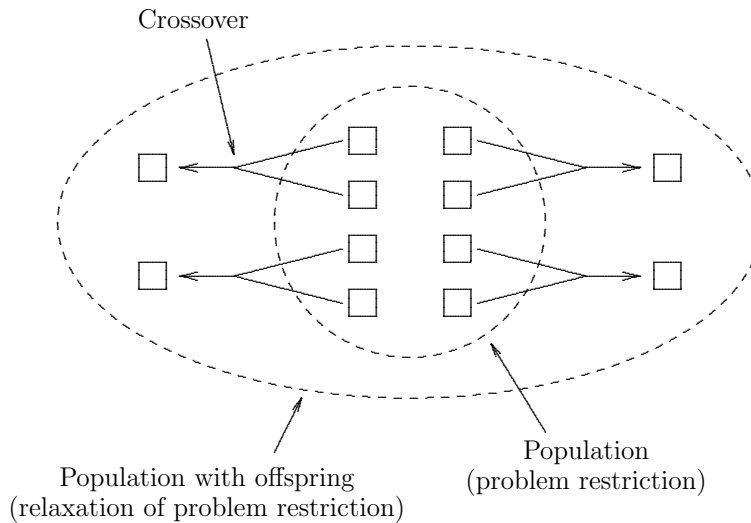 Crossover
Population
(problem restriction)
Population with offspring
(relaxation of problem restriction)